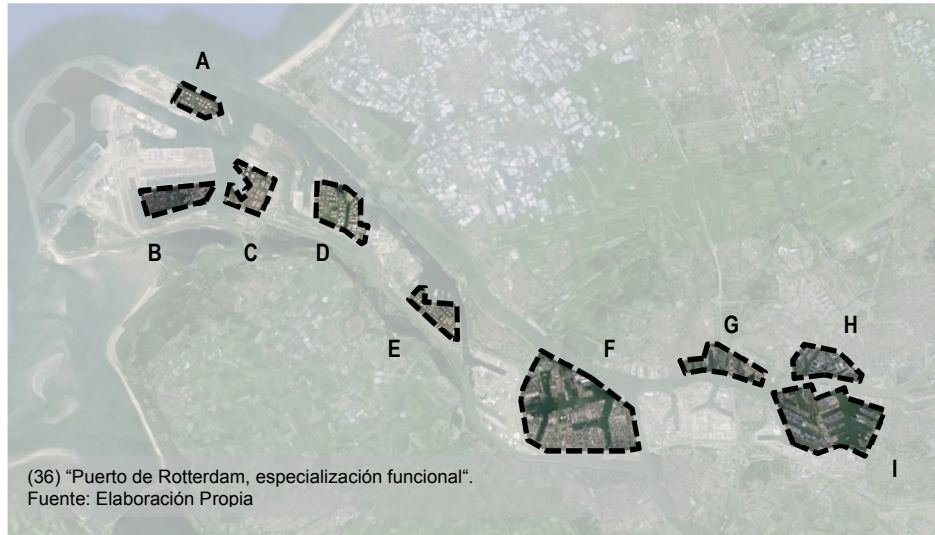 A
B
C
D
E
F
G
H
I
(36) “Puerto de Rotterdam, especialización funcional“.
Fuente: Elaboración Propia